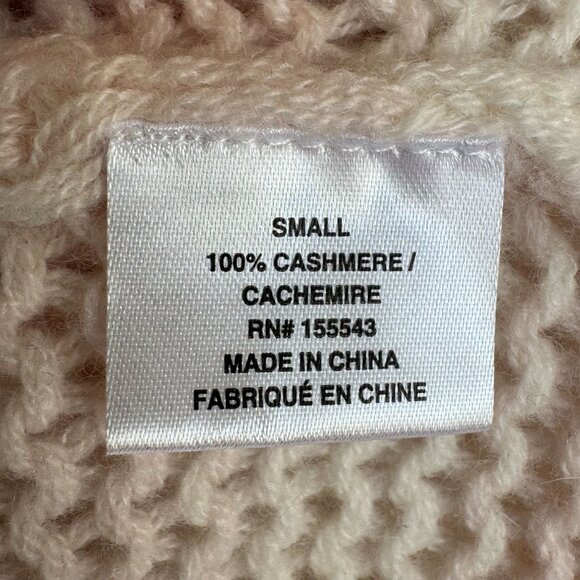 SMALL
100% CASHMERE /
CACHEMIRE
RN# 155543
MADE IN CHINA
FABRIQUÉ EN CHINE